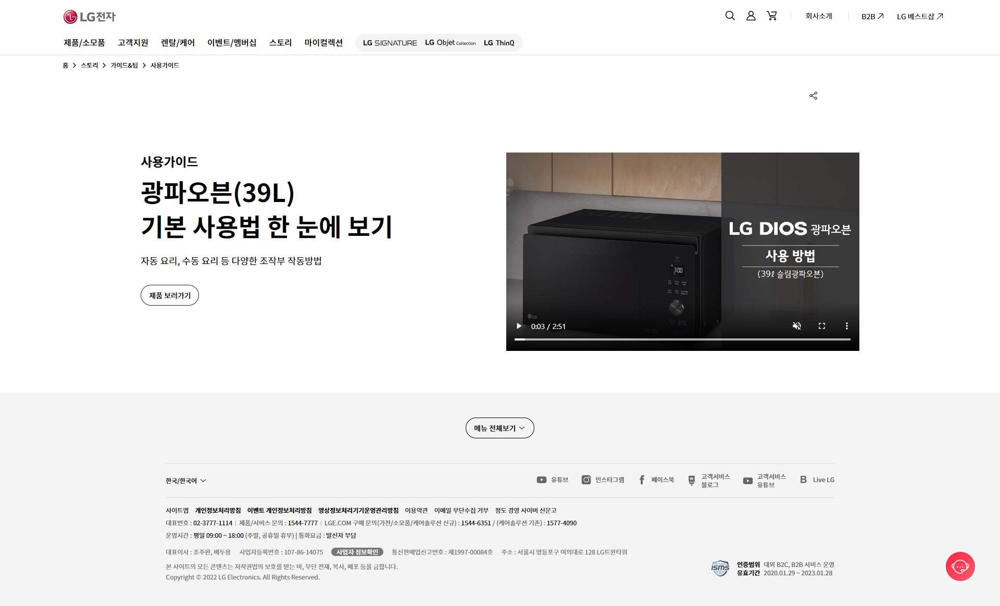 LG전자
회사소개
B2B
LG 베스트샵
제품/소모품 고객지원 렌탈/케어 이벤트/멤버십 스토리 마이컬렉션 LG SIGNATURE LG Objet Collection LG ThinQ
홈 > 스토리 > 가이드&팁 > 사용가이드
사용가이드
광파오븐(39L)
기본 사용법 한 눈에 보기
자동 요리, 수동 요리 등 다양한 조작부 작동방법
제품 보러가기
LG DIOS 광파오븐
사용 방법
(39ℓ 슬림광파오븐)
3:00
LG
0:03 / 2:51
메뉴 전체보기
한국/한국어
유튜브
인스타그램
페이스북
고객서비스
블로그
고객서비스
유튜브
Live LG
사이트맵 개인정보처리방침 이벤트 개인정보처리방침 영상정보처리기기운영관리방침 이용약관 이메일 무단수집 거부 정도 경영 사이버 신문고
대표번호 : 02-3777-1114 | 제품/서비스 문의 : 1544-7777 | LGE.COM 구매 문의(가전/소모품/케어솔루션 신규) : 1544-6351 / (케어솔루션 기존) : 1577-4090
운영시간 : 평일 09:00 ~ 18:00 (주말, 공휴일 휴무) | 통화요금 : 발신자 부담
대표이사 : 조주완, 배두용 사업자등록번호 : 107-86-14075 사업자 정보확인 통신판매업신고번호 : 제1997-00084호 주소 : 서울시 영등포구 여의대로 128 LG트윈타워
본 사이트의 모든 콘텐츠는 저작권법의 보호를 받는 바, 무단 전재, 복사, 배포 등을 금합니다.
Copyright © 2022 LG Electronics. All Rights Reserved.
ISMS
인증범위 대외 B2C, B2B 서비스 운영
유효기간 2020.01.29 ~ 2023.01.28